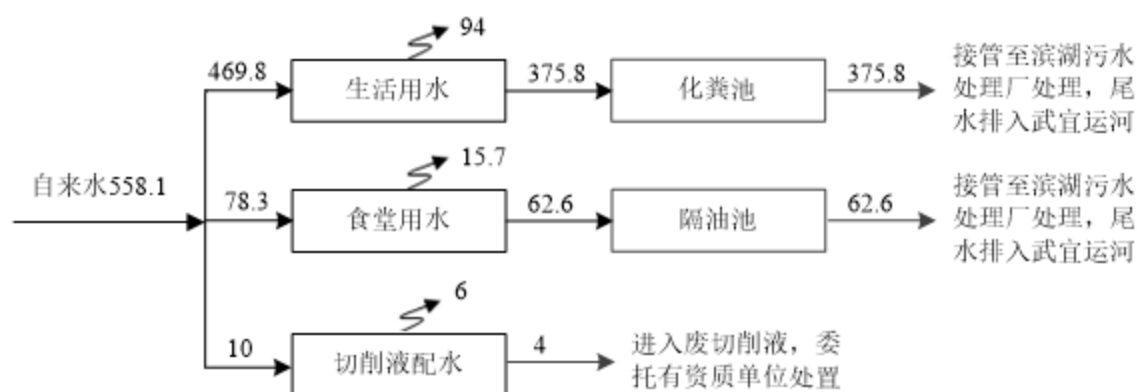 94
469.8
生活用水
375.8
化粪池
375.8
接管至滨湖污水
处理厂处理，尾
水排入武宜运河
自来水558.1
15.7
78.3
食堂用水
62.6
隔油池
62.6
接管至滨湖污水
处理厂处理，尾
水排入武宜运河
6
10
切削液配水
4
进入废切削液，委
托有资质单位处置